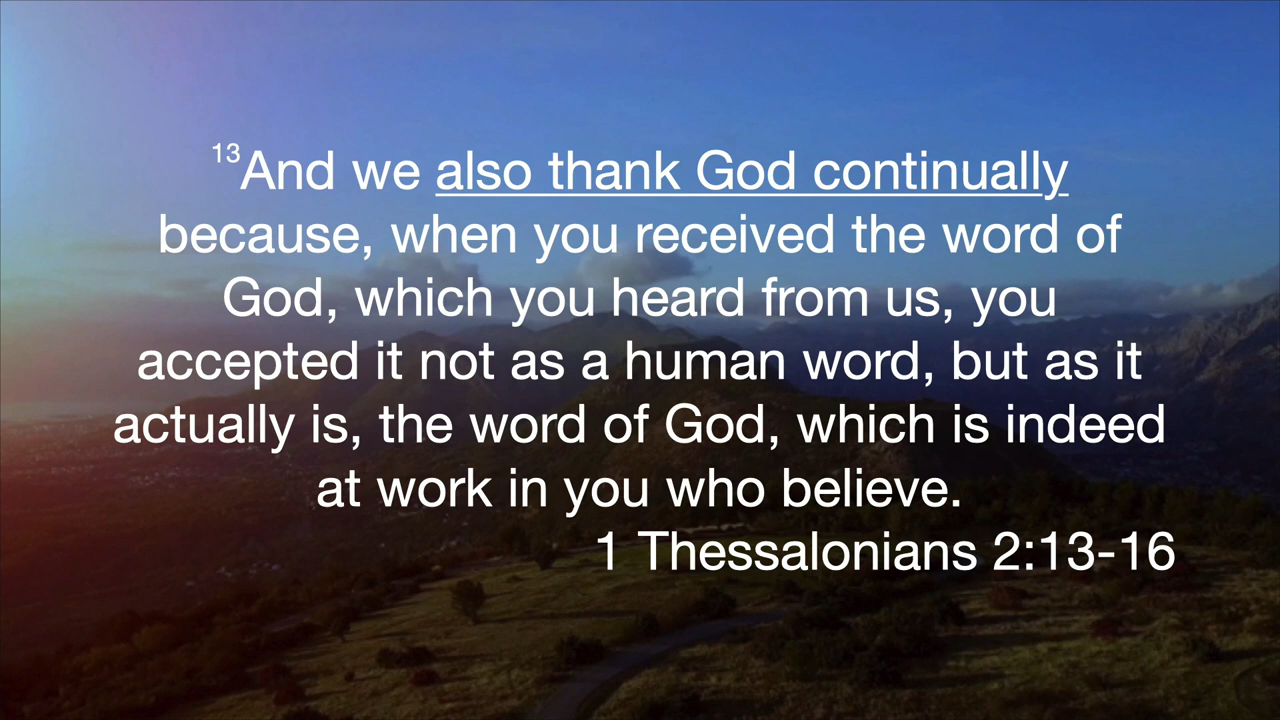 13And we also thank God continually
because, when you received the word of
God, which you heard from us, you
accepted it not as a human word, but as it
actually is, the word of God, which is indeed
at work in you who believe.
1 Thessalonians 2:13-16